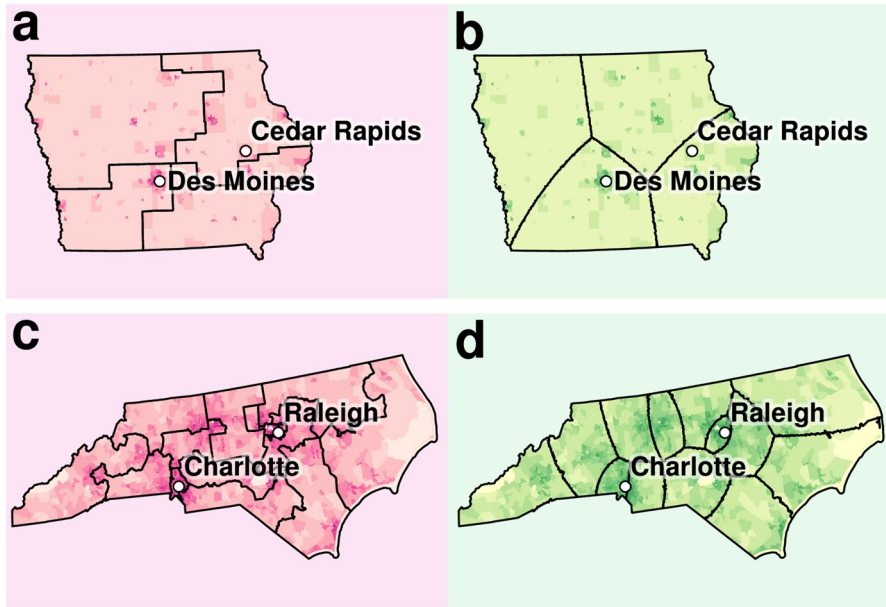 a
Cedar Rapids
Des Moines
b
Cedar Rapids
Des Moines
c
Raleigh
Charlotte
d
Raleigh
Charlotte